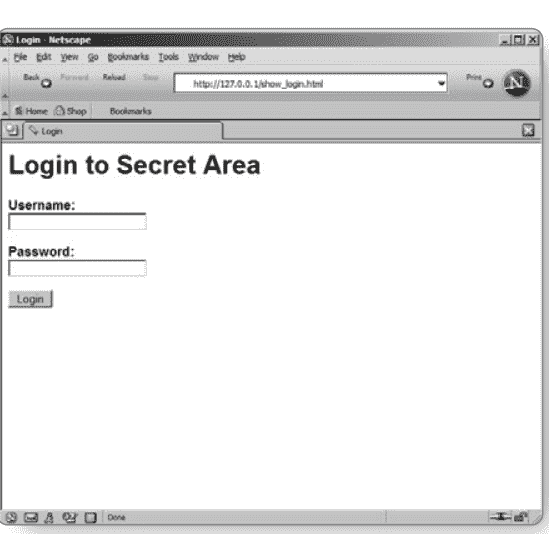 Login - Netscape
File Edit View Go Bookmarks Tools Window Help
Back Forward Reload Stop http://127.0.0.1/show_login.html Print N
Home Shop Bookmarks
Login
Login to Secret Area
Username:
Password:
Login
Done